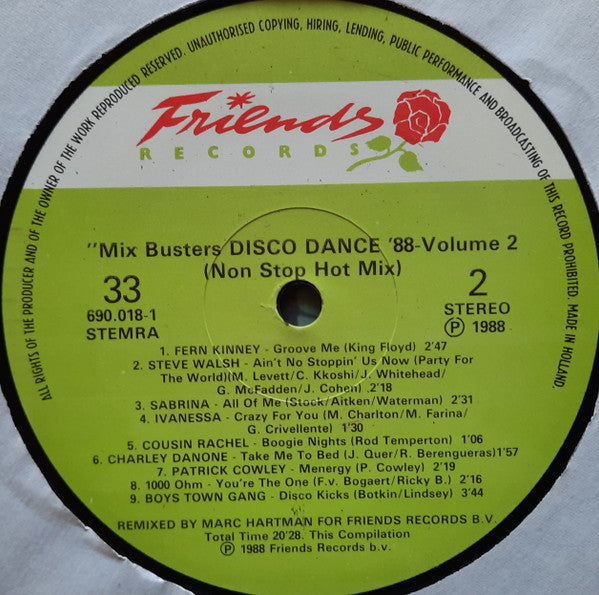 ALL RIGHTS OF THE PRODUCER AND OF THE OWNER OF THE WORK REPRODUCED RESERVED. UNAUTHORISED COPYING, HIRING, LENDING, PUBLIC PERFORMANCE AND BROADCASTING OF THIS RECORD PROHIBITED. MADE IN HOLLAND.
Friends
RECORDS
"Mix Busters DISCO DANCE '88-Volume 2
(Non Stop Hot Mix)
33
690.018-1
STEMRA
2
STEREO
Ⓟ 1988
1. FERN KINNEY - Groove Me (King Floyd) 2'47
2. STEVE WALSH - Ain't No Stoppin' Us Now (Party For
The World)(M. Levett/C. Kkoshi/J. Whitehead/
G. McFadden/J. Cohen) .2'18
3. SABRINA - All Of Me (Stock/Aitken/Waterman) 2'31
4. IVANESSA - Crazy For You (M. Charlton/M. Farina/
G. Crivellente) 1'30
5. COUSIN RACHEL - Boogie Nights (Rod Temperton) 1'06
6. CHARLEY DANONE - Take Me To Bed (J. Quer/R. Berengueras)1'57
7. PATRICK COWLEY - Menergy (P. Cowley) 2'19
8. 1000 Ohm - You're The One (F.v. Bogaert/Ricky B.) 2'16
9. BOYS TOWN GANG - Disco Kicks (Botkin/Lindsey) 3'44
REMIXED BY MARC HARTMAN FOR FRIENDS RECORDS B.V.
Total Time 20'28. This Compilation
Ⓟ 1988 Friends Records b.v.